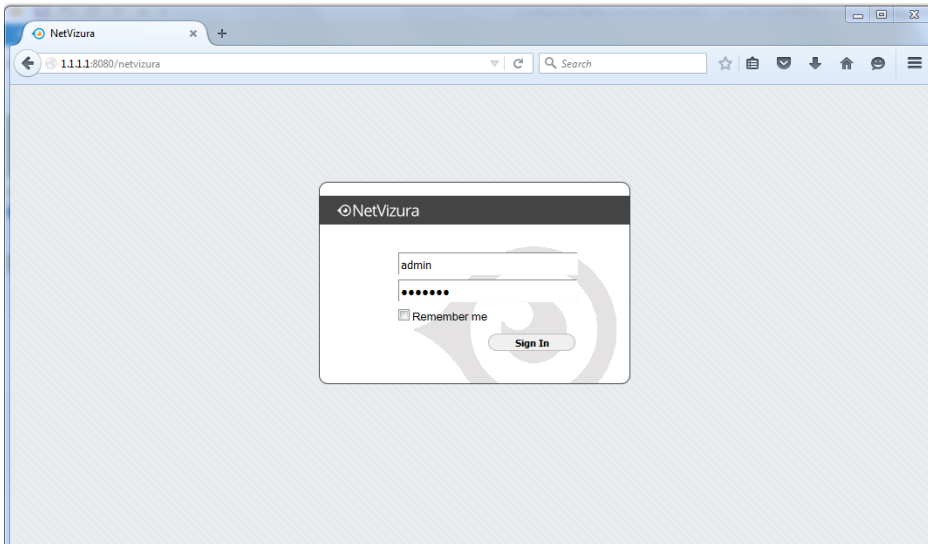 NetVizura
1.1.1.1:8080/netvizura
Search
NetVizura
admin
•••••••
Remember me
Sign In